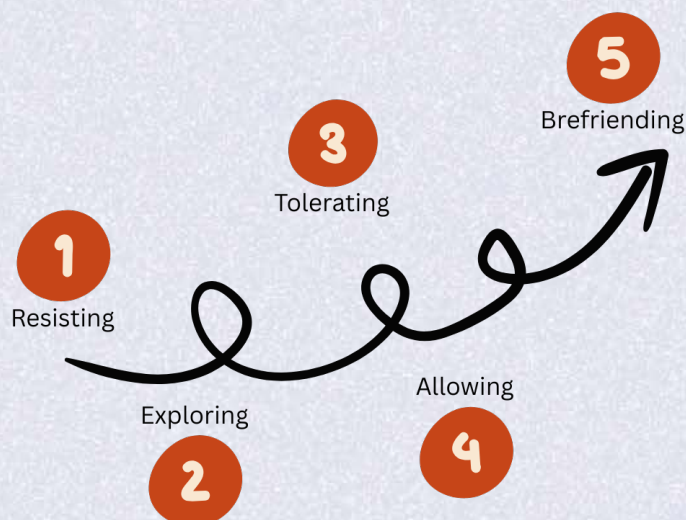 1
Resisting
2
Exploring
3
Tolerating
4
Allowing
5
Brefriending